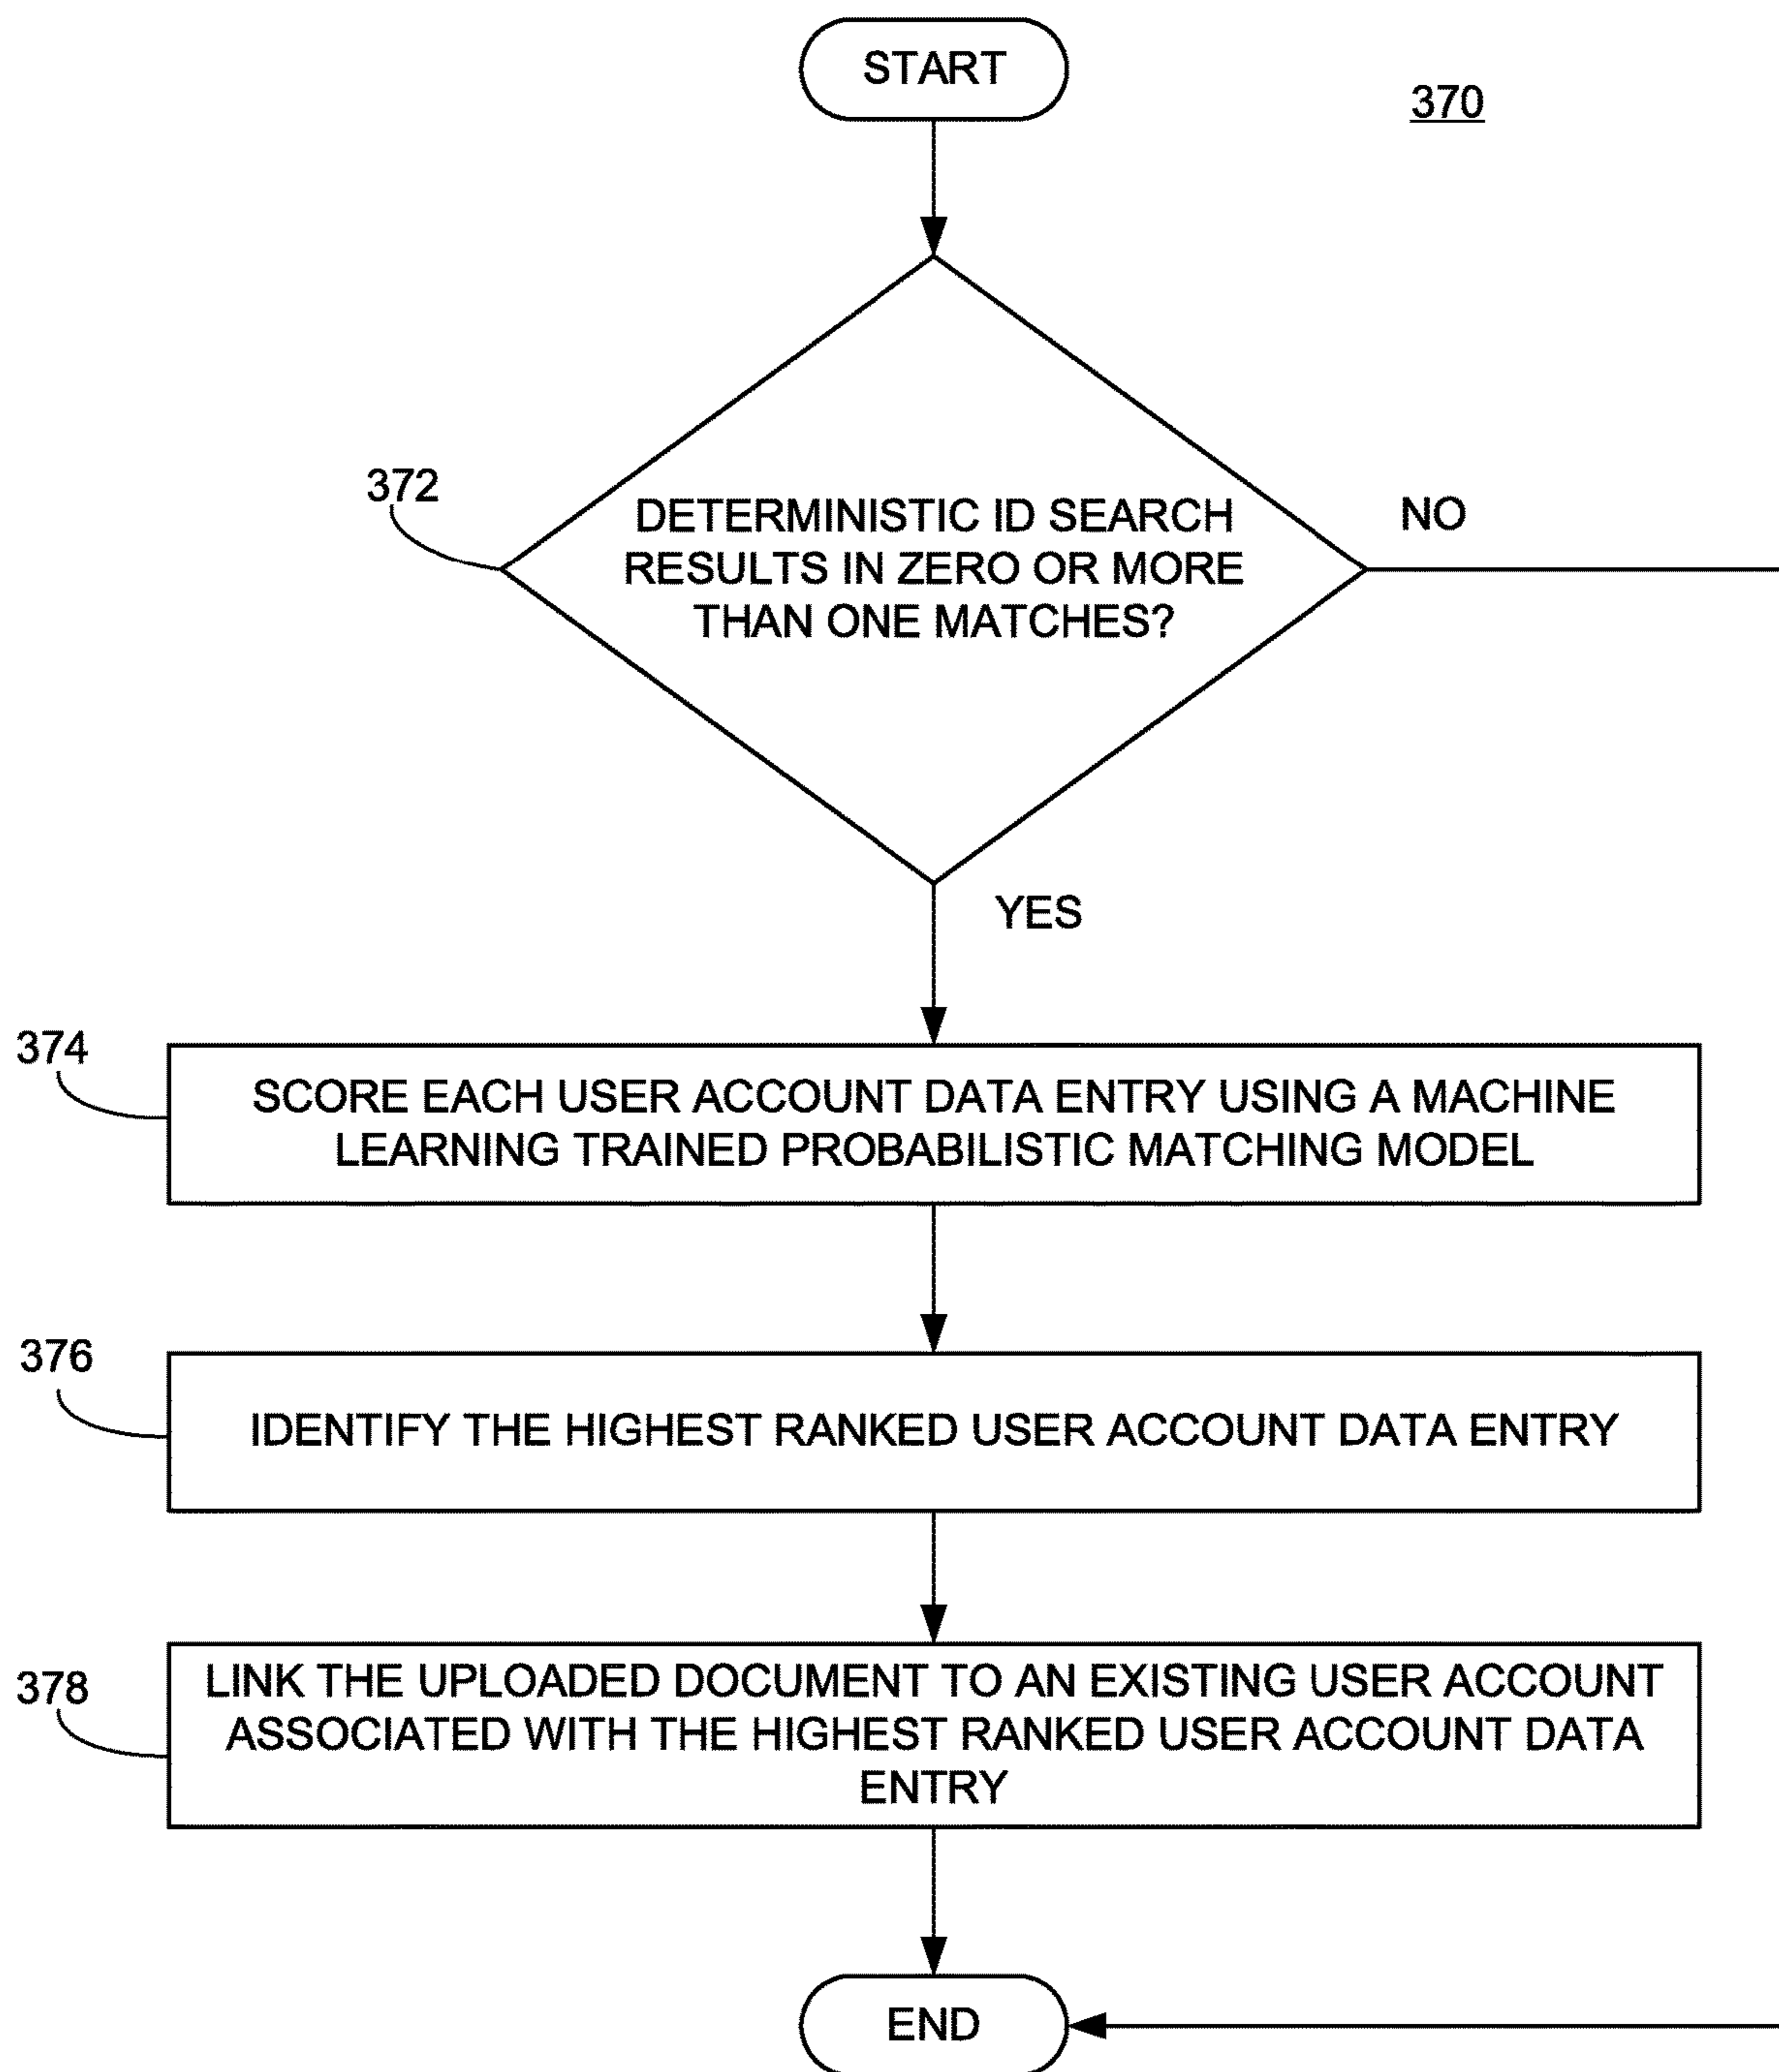 START
370
372
DETERMINISTIC ID SEARCH
RESULTS IN ZERO OR MORE
THAN ONE MATCHES?
NO
YES
374
SCORE EACH USER ACCOUNT DATA ENTRY USING A MACHINE
LEARNING TRAINED PROBABILISTIC MATCHING MODEL
376
IDENTIFY THE HIGHEST RANKED USER ACCOUNT DATA ENTRY
378
LINK THE UPLOADED DOCUMENT TO AN EXISTING USER ACCOUNT
ASSOCIATED WITH THE HIGHEST RANKED USER ACCOUNT DATA
ENTRY
END